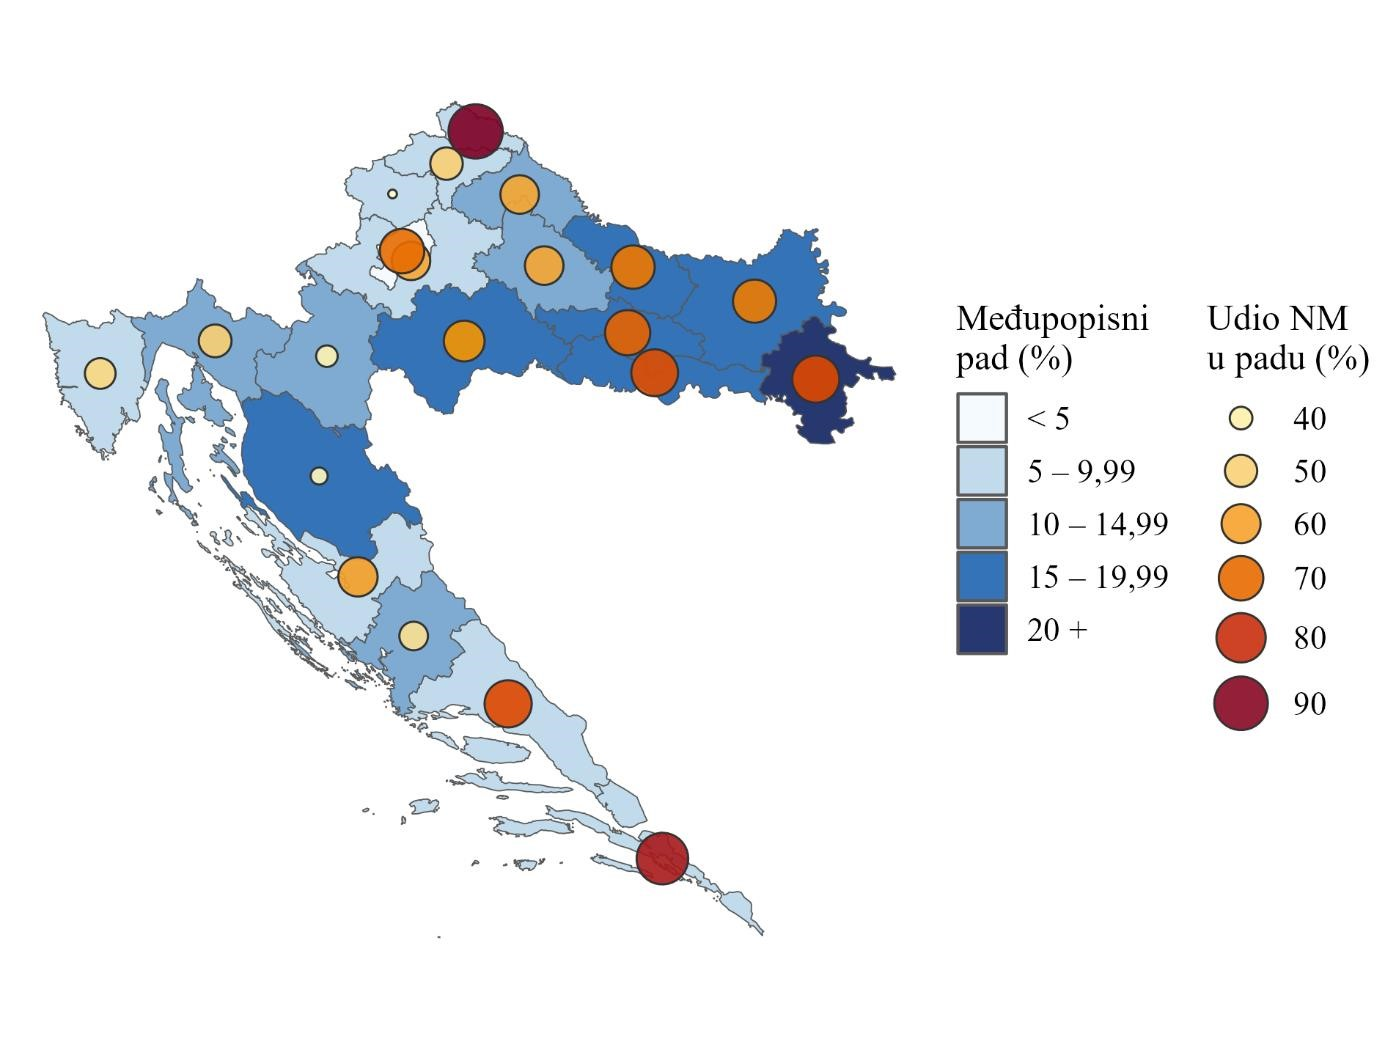 Međupopisni
pad (%)
< 5
5 – 9,99
10 – 14,99
15 – 19,99
20 +
Udio NM
u padu (%)
40
50
60
70
80
90